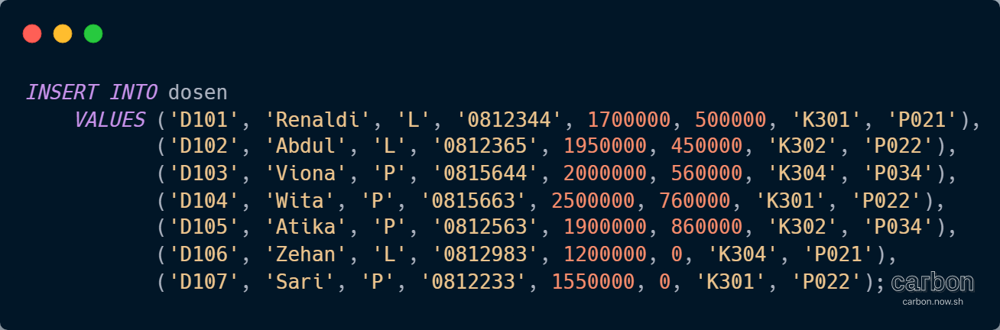 INSERT INTO dosen
VALUES ('D101', 'Renaldi', 'L', '0812344', 1700000, 500000, 'K301', 'P021'),
('D102', 'Abdul', 'L', '0812365', 1950000, 450000, 'K302', 'P022'),
('D103', 'Viona', 'P', '0815644', 2000000, 560000, 'K304', 'P034'),
('D104', 'Wita', 'P', '0815663', 2500000, 760000, 'K301', 'P022'),
('D105', 'Atika', 'P', '0812563', 1900000, 860000, 'K302', 'P034'),
('D106', 'Zehan', 'L', '0812983', 1200000, 0, 'K304', 'P021'),
('D107', 'Sari', 'P', '0812233', 1550000, 0, 'K301', 'P022');
carbon
carbon.now.sh